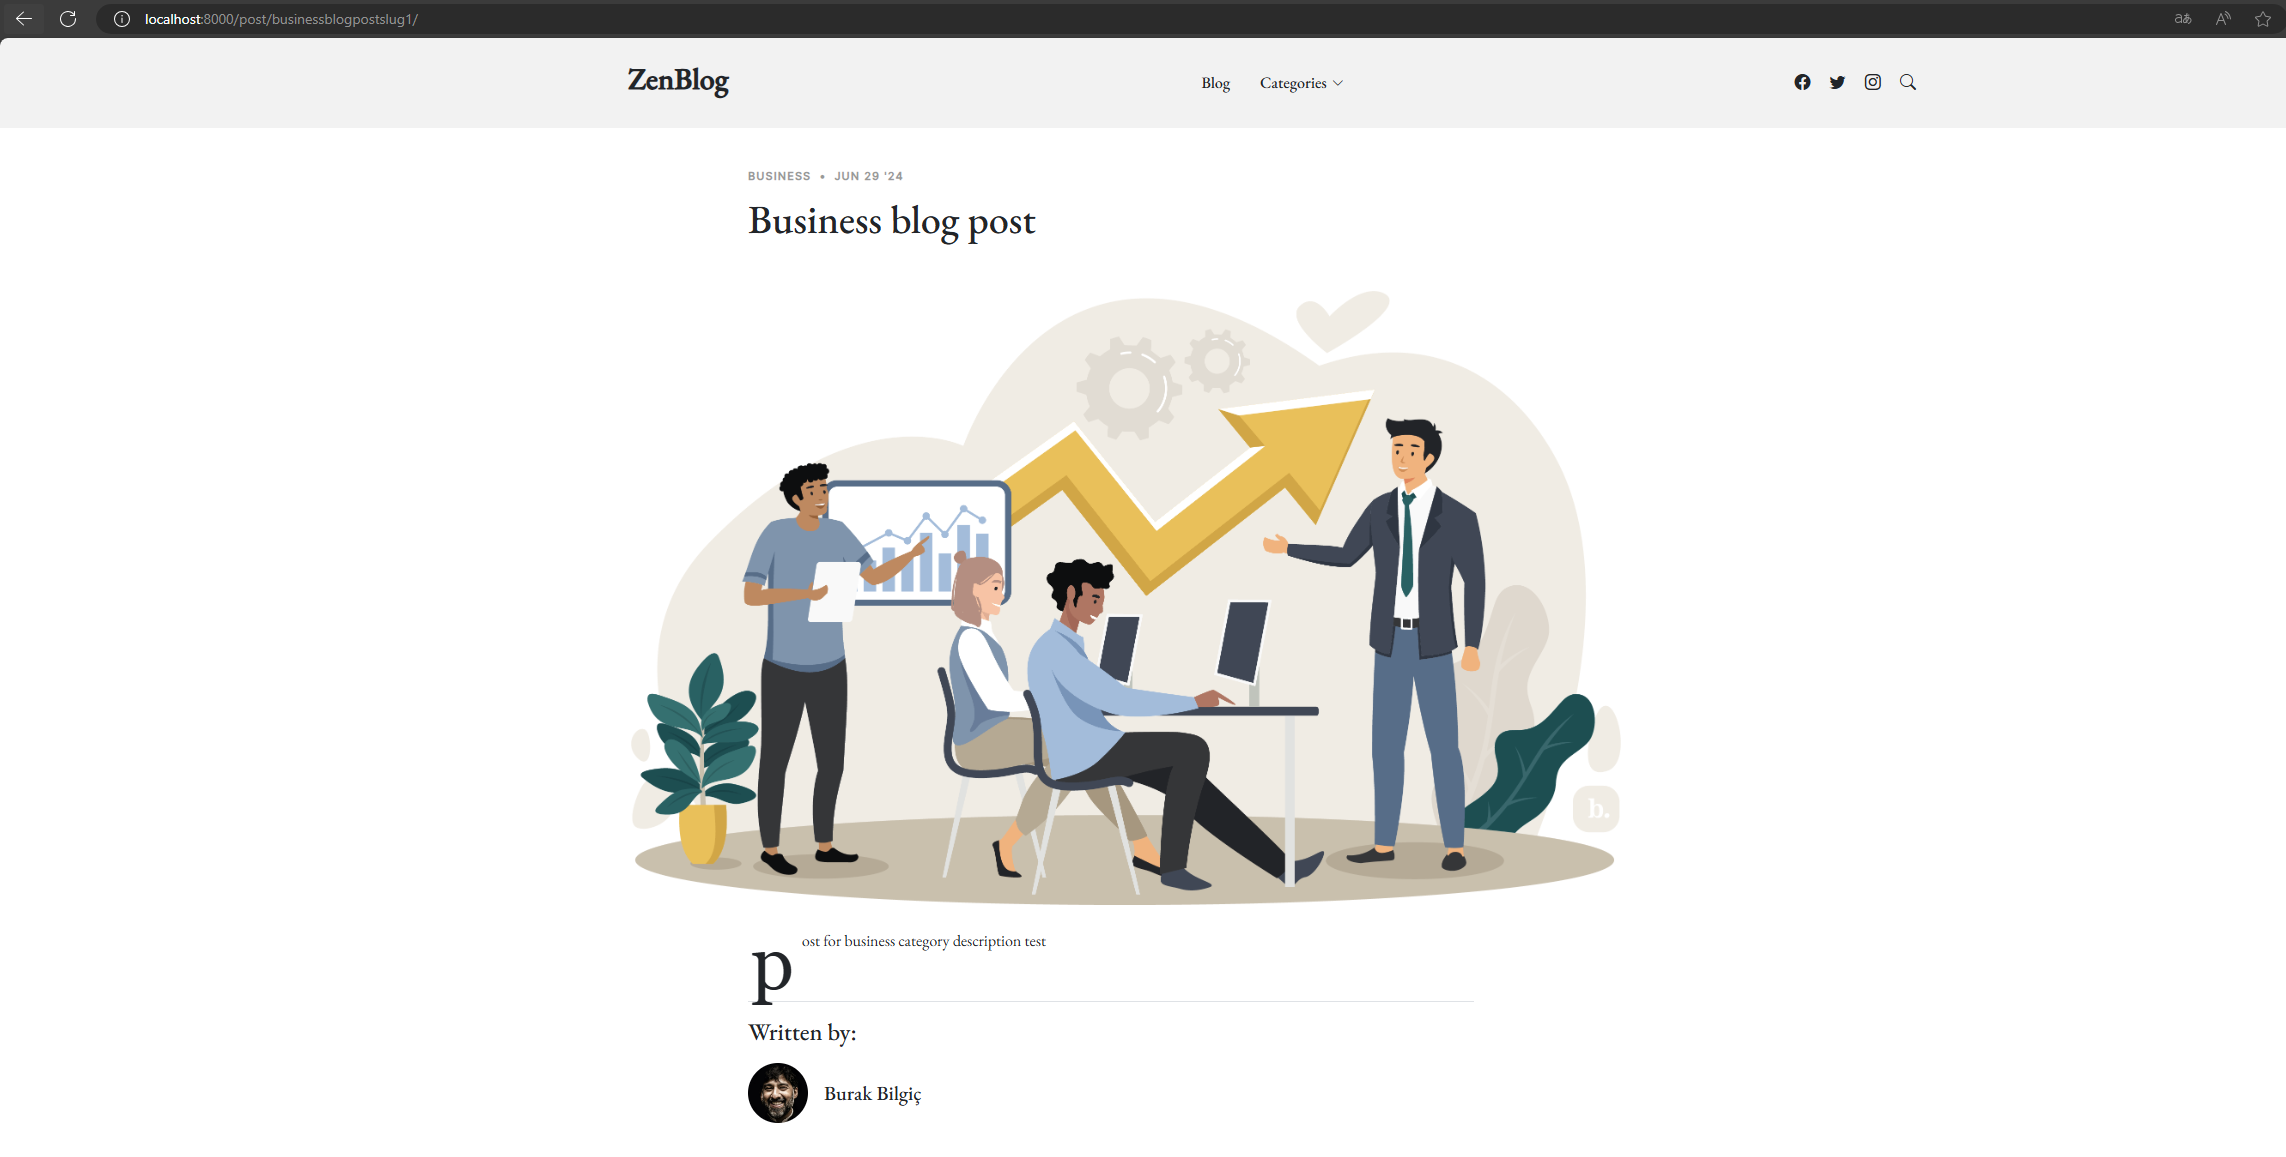 localhost:8000/post/businessblogpostslug1/
ZenBlog
Blog
Categories
BUSINESS • JUN 29 '24
Business blog post
b.
post for business category description test
Written by:
Burak Bilgiç